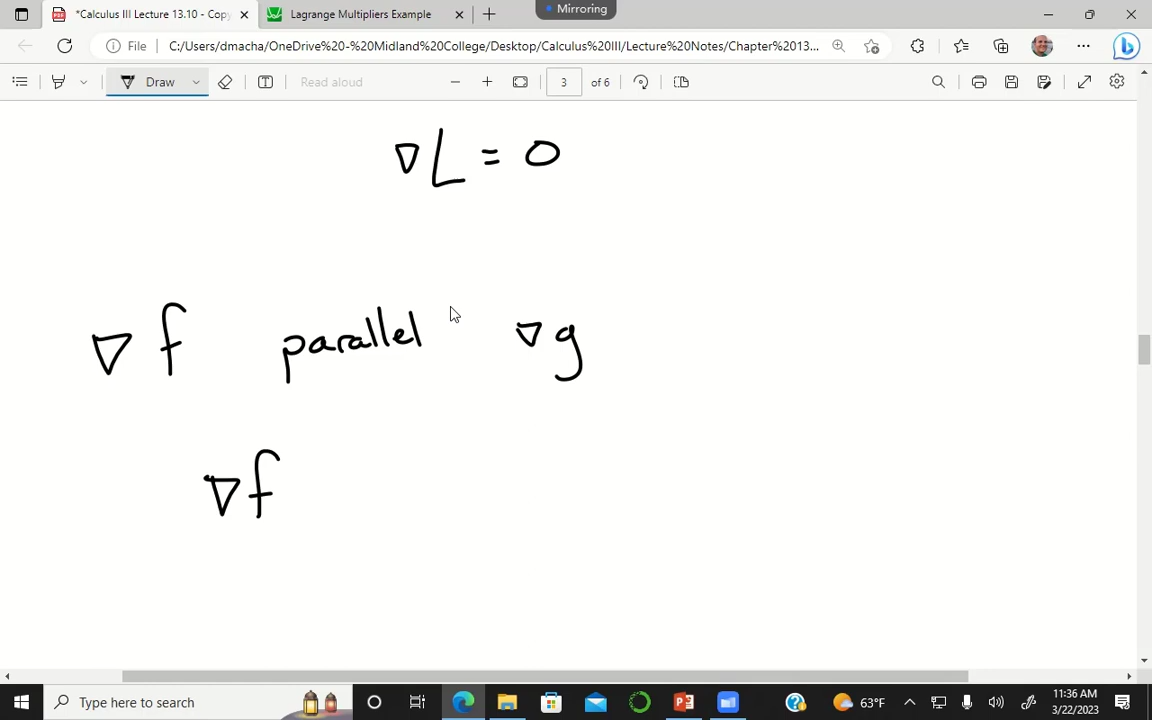 Mirroring
*Calculus III Lecture 13.10 - Copy
Lagrange Multipliers Example
File
C:/Users/dmacha/OneDrive%20-%20Midland%20College/Desktop/Calculus%20III/Lecture%20Notes/Chapter%2013...
Draw
Read aloud
3 of 6
∇L = 0
∇f parallel ∇g
∇f
Type here to search
63°F
11:36 AM
3/22/2023